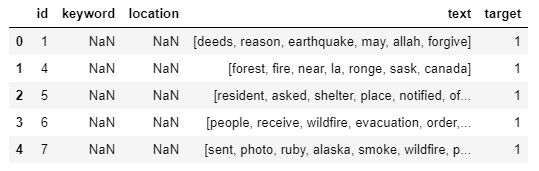 id keyword location text target
0 1 NaN NaN [deeds, reason, earthquake, may, allah, forgive] 1
1 4 NaN NaN [forest, fire, near, la, ronge, sask, canada] 1
2 5 NaN NaN [resident, asked, shelter, place, notified, of... 1
3 6 NaN NaN [people, receive, wildfire, evacuation, order,... 1
4 7 NaN NaN [sent, photo, ruby, alaska, smoke, wildfire, p... 1